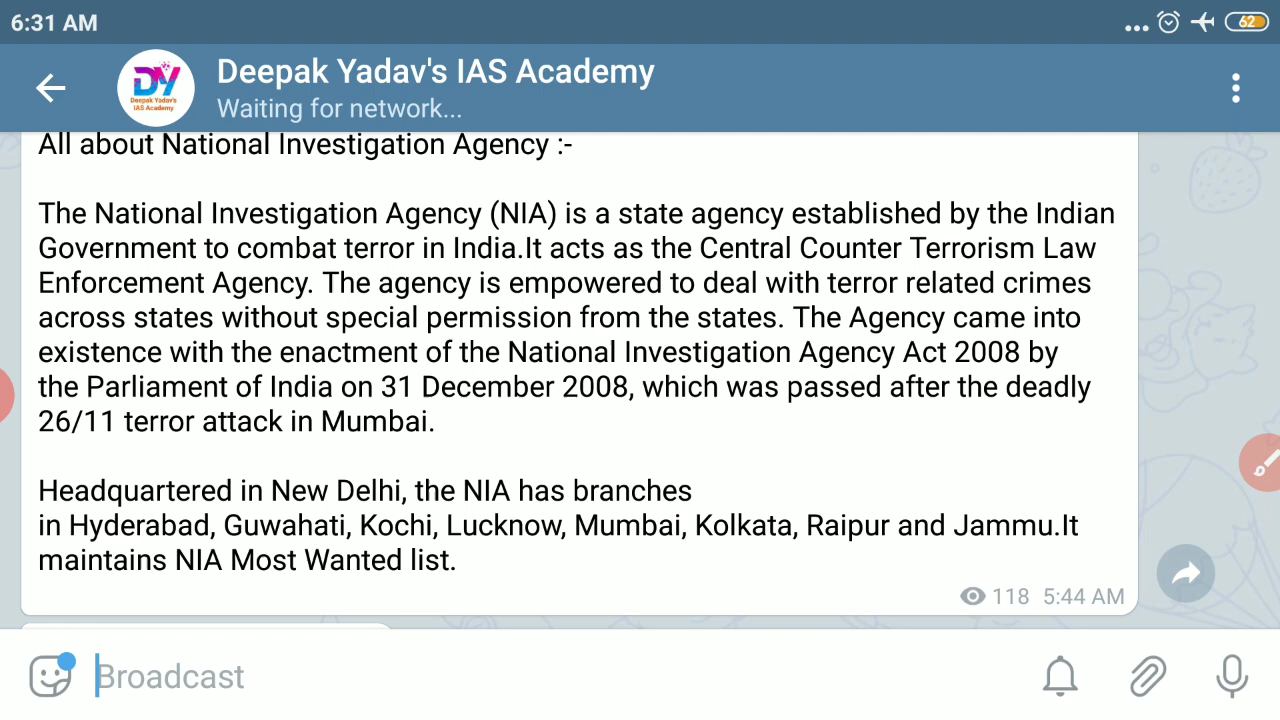 6:31 AM
62
DY
Deepak Yadav's
IAS Academy
Deepak Yadav's IAS Academy
Waiting for network...
All about National Investigation Agency :-
The National Investigation Agency (NIA) is a state agency established by the Indian
Government to combat terror in India.It acts as the Central Counter Terrorism Law
Enforcement Agency. The agency is empowered to deal with terror related crimes
across states without special permission from the states. The Agency came into
existence with the enactment of the National Investigation Agency Act 2008 by
the Parliament of India on 31 December 2008, which was passed after the deadly
26/11 terror attack in Mumbai.
Headquartered in New Delhi, the NIA has branches
in Hyderabad, Guwahati, Kochi, Lucknow, Mumbai, Kolkata, Raipur and Jammu.It
maintains NIA Most Wanted list.
118 5:44 AM
Broadcast